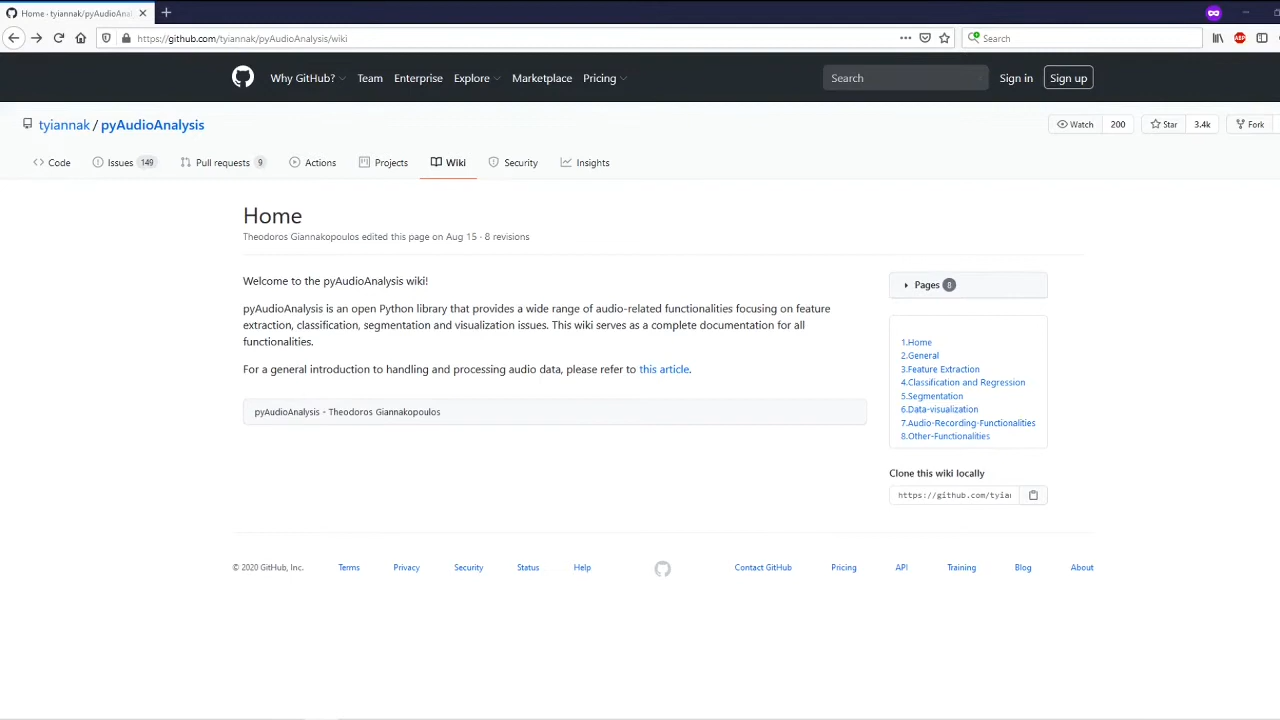 Home · tyiannak/pyAudioAnal
https://github.com/tyiannak/pyAudioAnalysis/wiki
Search
ABP
Why GitHub? Team Enterprise Explore Marketplace Pricing
Search
Sign in
Sign up
tyiannak / pyAudioAnalysis
Watch 200
Star 3.4k
Fork
Code
Issues 149
Pull requests 9
Actions
Projects
Wiki
Security
Insights
Home
Theodoros Giannakopoulos edited this page on Aug 15 · 8 revisions
Welcome to the pyAudioAnalysis wiki!
pyAudioAnalysis is an open Python library that provides a wide range of audio-related functionalities focusing on feature
extraction, classification, segmentation and visualization issues. This wiki serves as a complete documentation for all
functionalities.
For a general introduction to handling and processing audio data, please refer to this article.
pyAudioAnalysis - Theodoros Giannakopoulos
Pages 8
1.Home
2.General
3.Feature Extraction
4.Classification and Regression
5.Segmentation
6.Data-visualization
7.Audio-Recording-Functionalities
8.Other-Functionalities
Clone this wiki locally
https://github.com/tyia
© 2020 GitHub, Inc. Terms Privacy Security Status Help Contact GitHub Pricing API Training Blog About